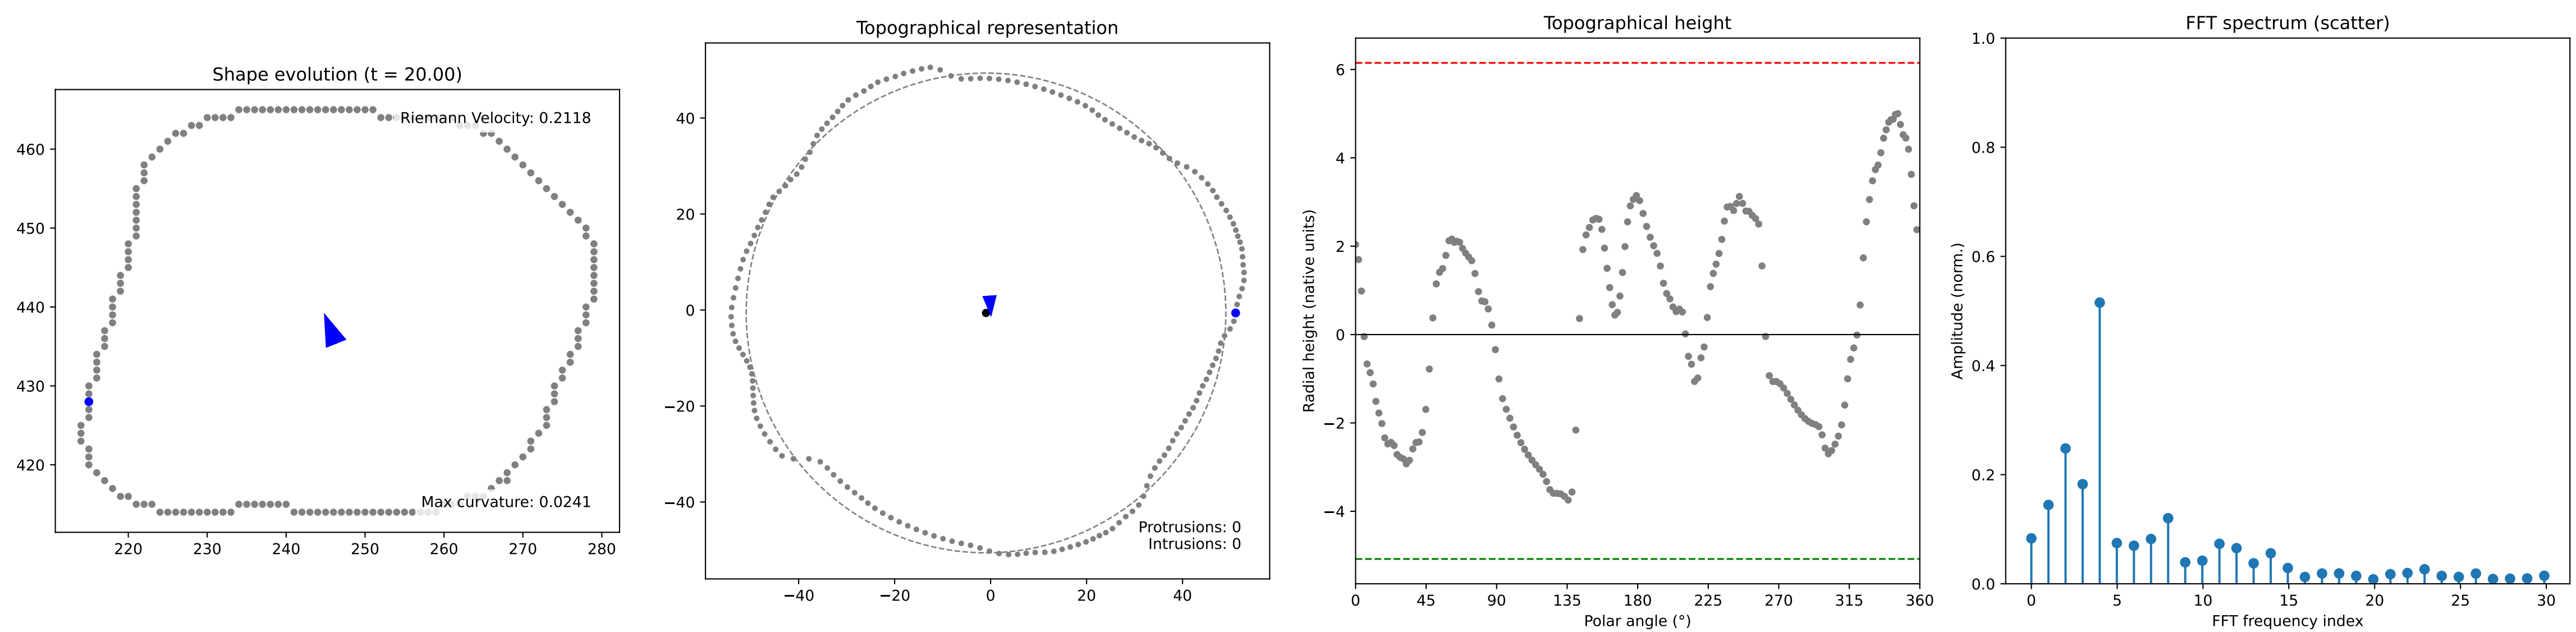 Shape evolution (t = 20.00)
Riemann Velocity: 0.2118
Max curvature: 0.0241
460
450
440
430
420
220 230 240 250 260 270 280
Topographical representation
40
20
0
−20
−40
Protrusions: 0
Intrusions: 0
−40 −20 0 20 40
Topographical height
Radial height (native units)
6
4
2
0
−2
−4
0 45 90 135 180 225 270 315 360
Polar angle (°)
FFT spectrum (scatter)
Amplitude (norm.)
1.0
0.8
0.6
0.4
0.2
0.0
0 5 10 15 20 25 30
FFT frequency index